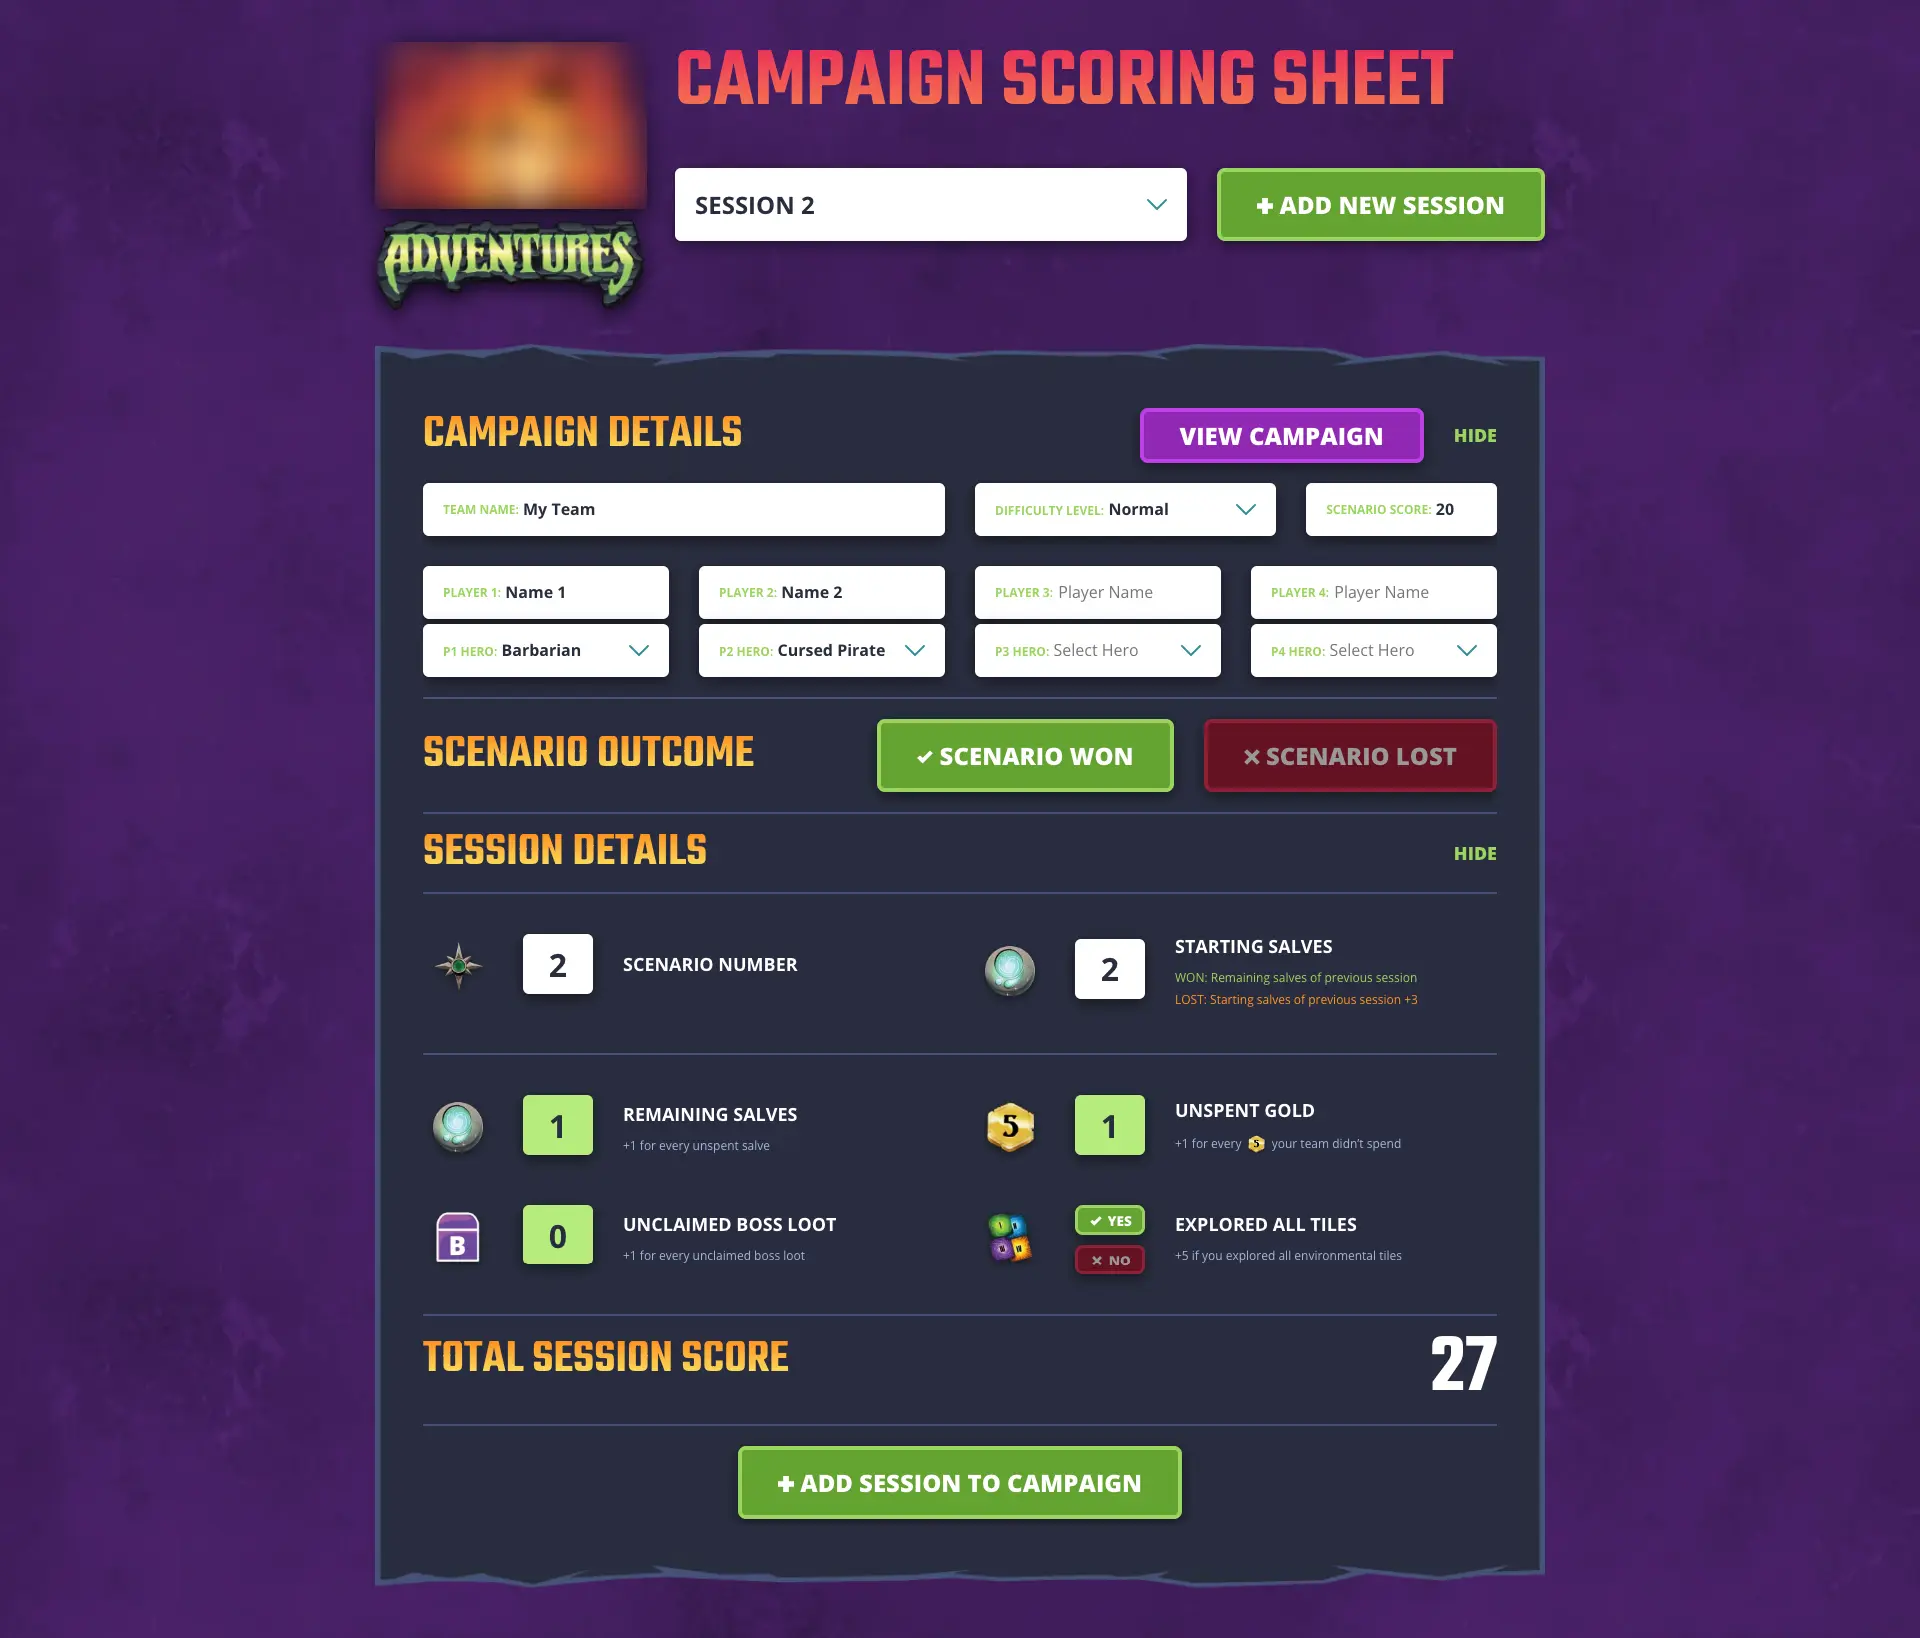 CAMPAIGN SCORING SHEET
ADVENTURES
SESSION 2
+ ADD NEW SESSION
CAMPAIGN DETAILS
VIEW CAMPAIGN
HIDE
TEAM NAME: My Team
DIFFICULTY LEVEL: Normal
SCENARIO SCORE: 20
PLAYER 1: Name 1
PLAYER 2: Name 2
PLAYER 3: Player Name
PLAYER 4: Player Name
P1 HERO: Barbarian
P2 HERO: Cursed Pirate
P3 HERO: Select Hero
P4 HERO: Select Hero
SCENARIO OUTCOME
✓ SCENARIO WON
× SCENARIO LOST
SESSION DETAILS
HIDE
2
SCENARIO NUMBER
2
STARTING SALVES
WON: Remaining salves of previous session
LOST: Starting salves of previous session +3
1
REMAINING SALVES
+1 for every unspent salve
5
1
UNSPENT GOLD
+1 for every 5 your team didn't spend
B
0
UNCLAIMED BOSS LOOT
+1 for every unclaimed boss loot
✓ YES
× NO
EXPLORED ALL TILES
+5 if you explored all environmental tiles
TOTAL SESSION SCORE
27
+ ADD SESSION TO CAMPAIGN